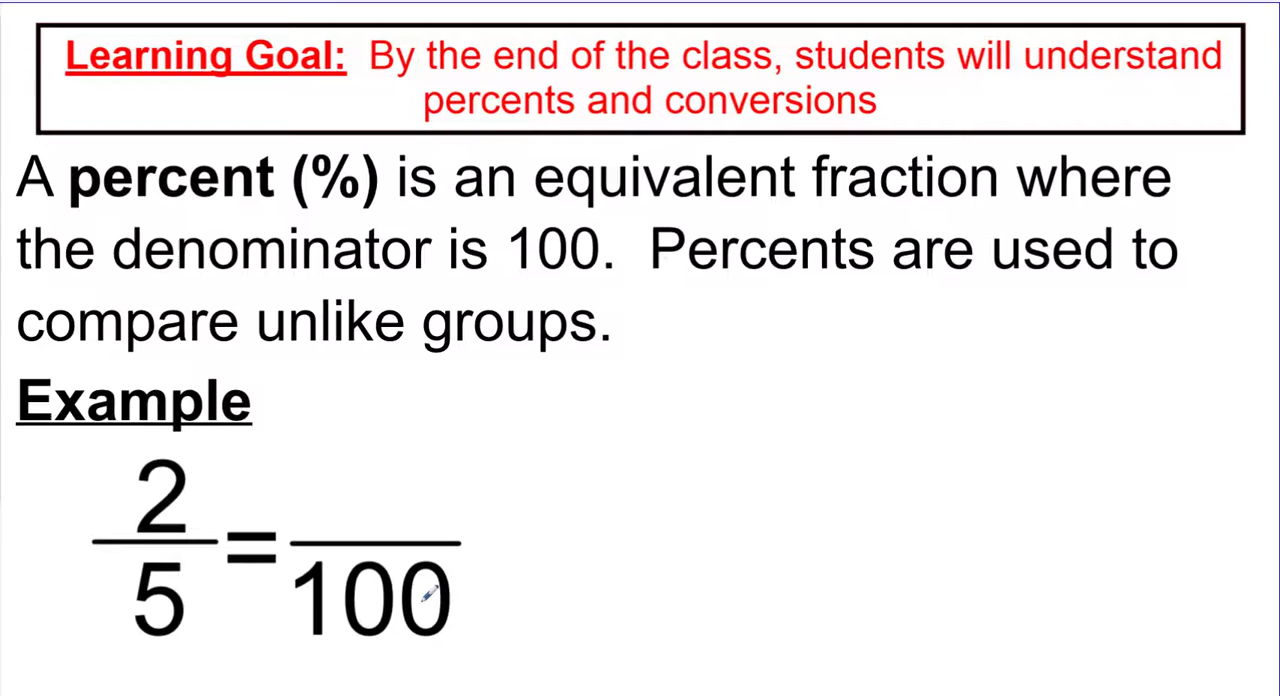 Learning Goal: By the end of the class, students will understand
percents and conversions
A percent (%) is an equivalent fraction where
the denominator is 100. Percents are used to
compare unlike groups.
Example
2
5
=
100